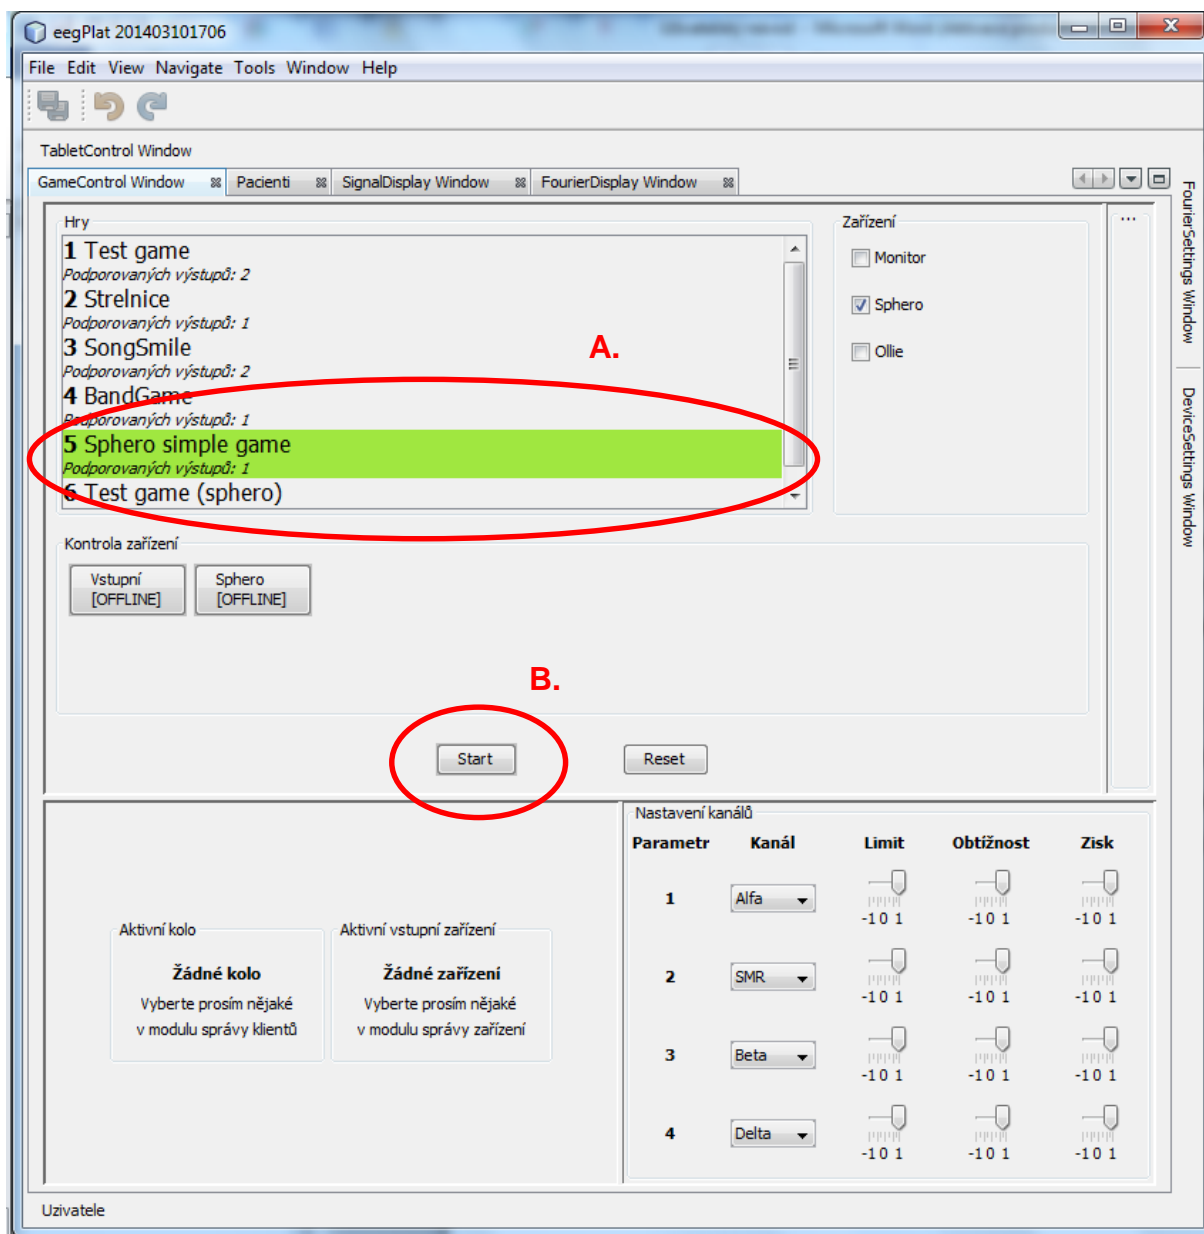 eegPlat 201403101706
File Edit View Navigate Tools Window Help
TabletControl Window
GameControl Window Pacienti SignalDisplay Window FourierDisplay Window
Hry
1 Test game
Podporovaných výstupů: 2
2 Strelnice
Podporovaných výstupů: 1
3 SongSmile
Podporovaných výstupů: 2
4 BandGame
Podporovaných výstupů: 1
5 Sphero simple game
Podporovaných výstupů: 1
6 Test game (sphero)
A.
Zařízení
Monitor
Sphero
Ollie
...
FourierSettings Window
DeviceSettings Window
Kontrola zařízení
Vstupní
[OFFLINE]
Sphero
[OFFLINE]
B.
Start
Reset
Aktivní kolo
Žádné kolo
Vyberte prosím nějaké
v modulu správy klientů
Aktivní vstupní zařízení
Žádné zařízení
Vyberte prosím nějaké
v modulu správy zařízení
Nastavení kanálů
Parametr Kanál Limit Obtížnost Zisk
1 Alfa
-1 0 1 -1 0 1 -1 0 1
2 SMR
-1 0 1 -1 0 1 -1 0 1
3 Beta
-1 0 1 -1 0 1 -1 0 1
4 Delta
-1 0 1 -1 0 1 -1 0 1
Uzivatele